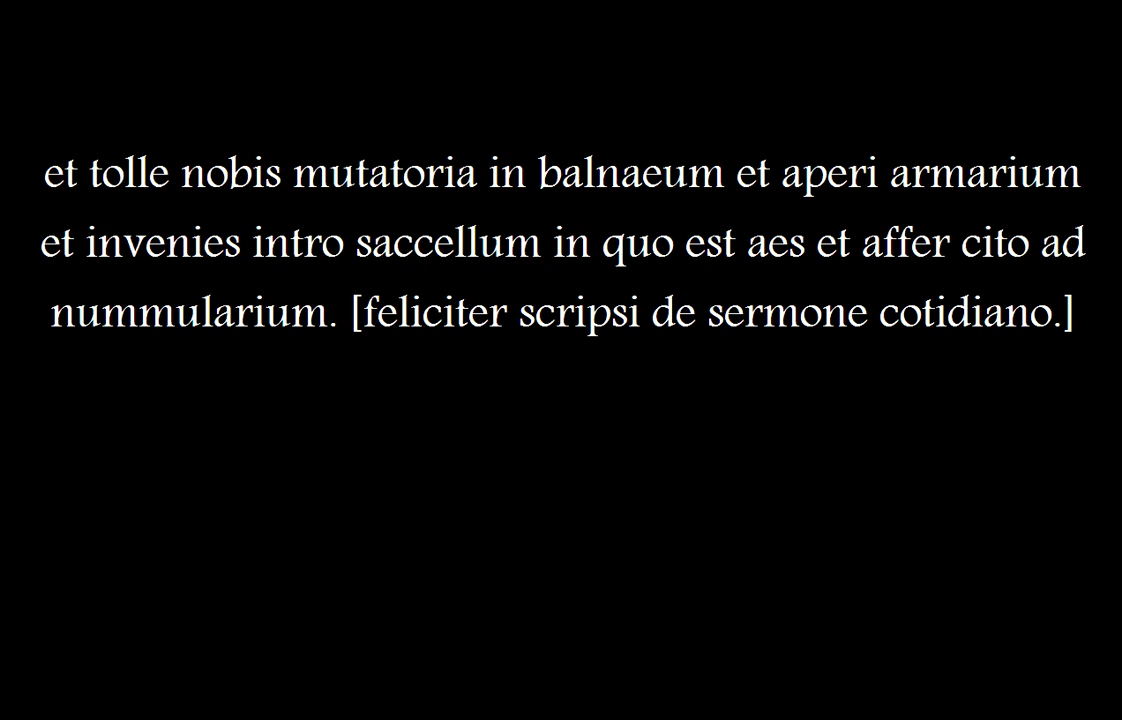 et tolle nobis mutatoria in balnaeum et aperi armarium
et invenies intro saccellum in quo est aes et affer cito ad
nummularium. [feliciter scripsi de sermone cotidiano.]